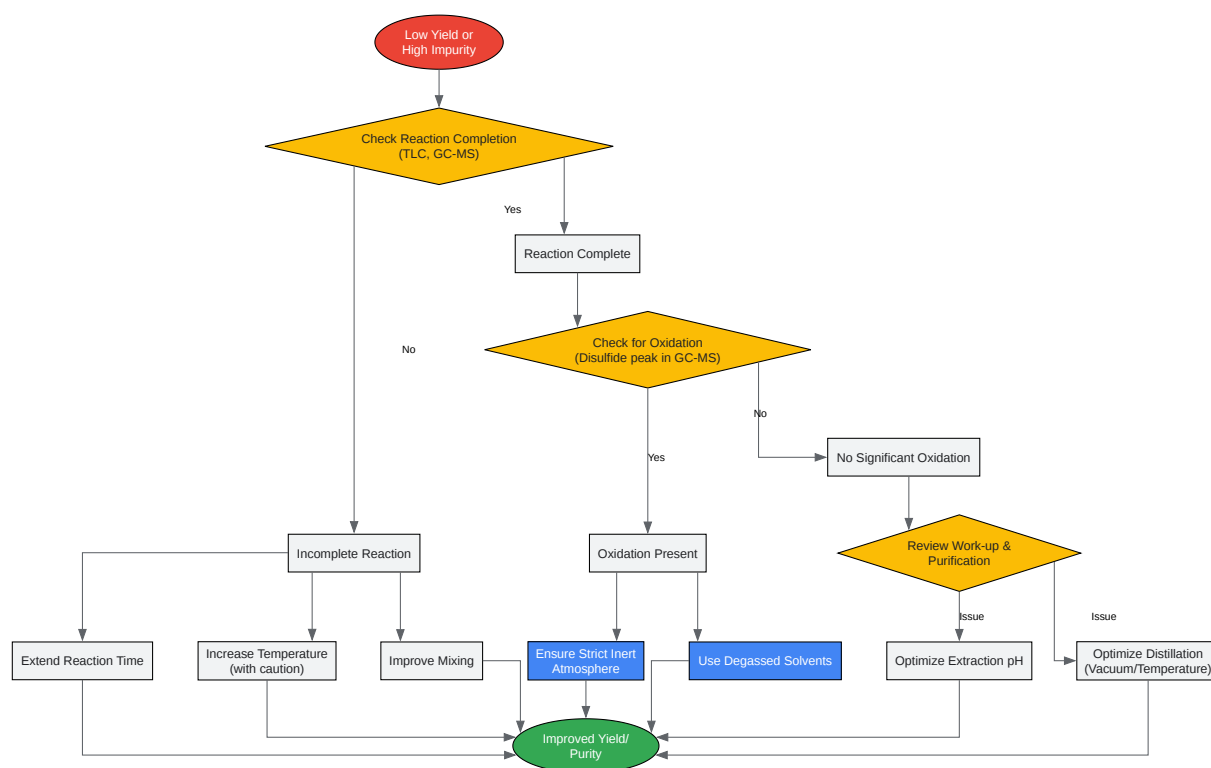 Low Yield or
High Impurity
Check Reaction Completion
(TLC, GC-MS)
Yes
Reaction Complete
No
Check for Oxidation
(Disulfide peak in GC-MS)
No
Yes
No Significant Oxidation
Incomplete Reaction
Oxidation Present
Review Work-up &
Purification
Issue
Issue
Extend Reaction Time
Increase Temperature
(with caution)
Improve Mixing
Ensure Strict Inert
Atmosphere
Use Degassed Solvents
Optimize Extraction pH
Optimize Distillation
(Vacuum/Temperature)
Improved Yield/
Purity